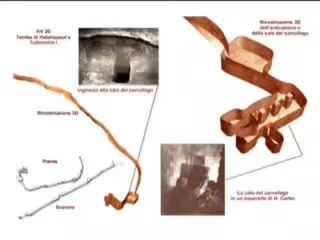 KV 20
Tomba di Hatshepsut e
Tuthmosis I
Ingresso alla sala del sarcofago
Ricostruzione 3D
Pianta
Sezione
Ricostruzione 3D
dell'anticamera e
della sala del sarcofago
La sala del sarcofago
in un acquerello di H. Carter